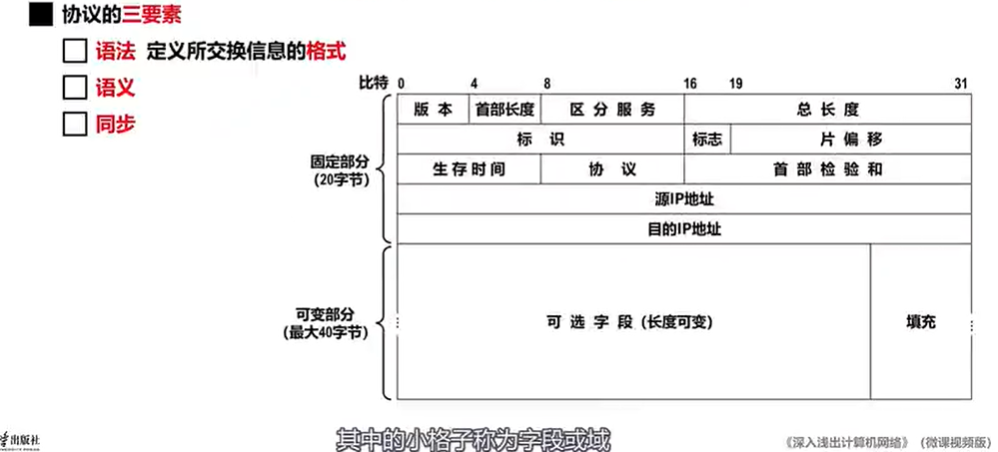 协议的三要素
语法 定义所交换信息的格式
语义
同步
比特 0 4 8 16 19 31
版本 首部长度 区分服务 总长度
标识 标志 片偏移
固定部分
(20字节)
生存时间 协议 首部检验和
源IP地址
目的IP地址
可变部分
(最大40字节)
可选字段 (长度可变) 填充
其中的小格子称为字段或域
出版社
《深入浅出计算机网络》(微课视频版)